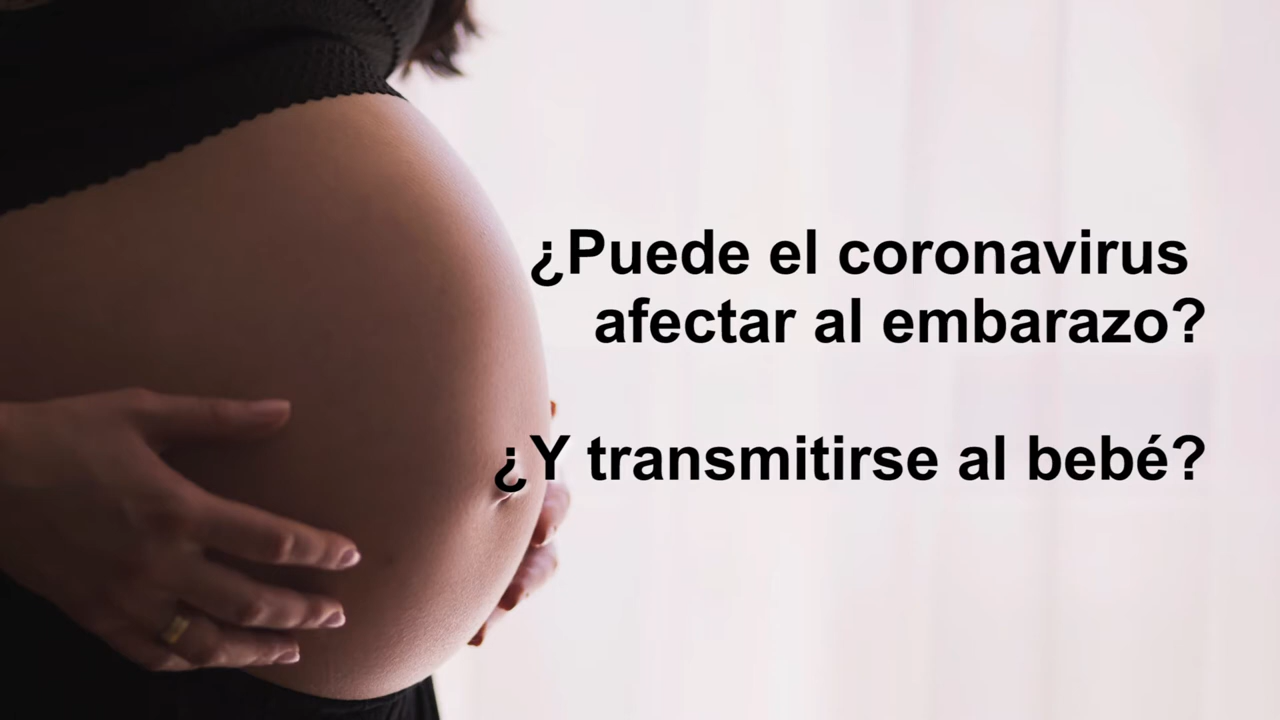 ¿Puede el coronavirus
afectar al embarazo?
¿Y transmitirse al bebé?